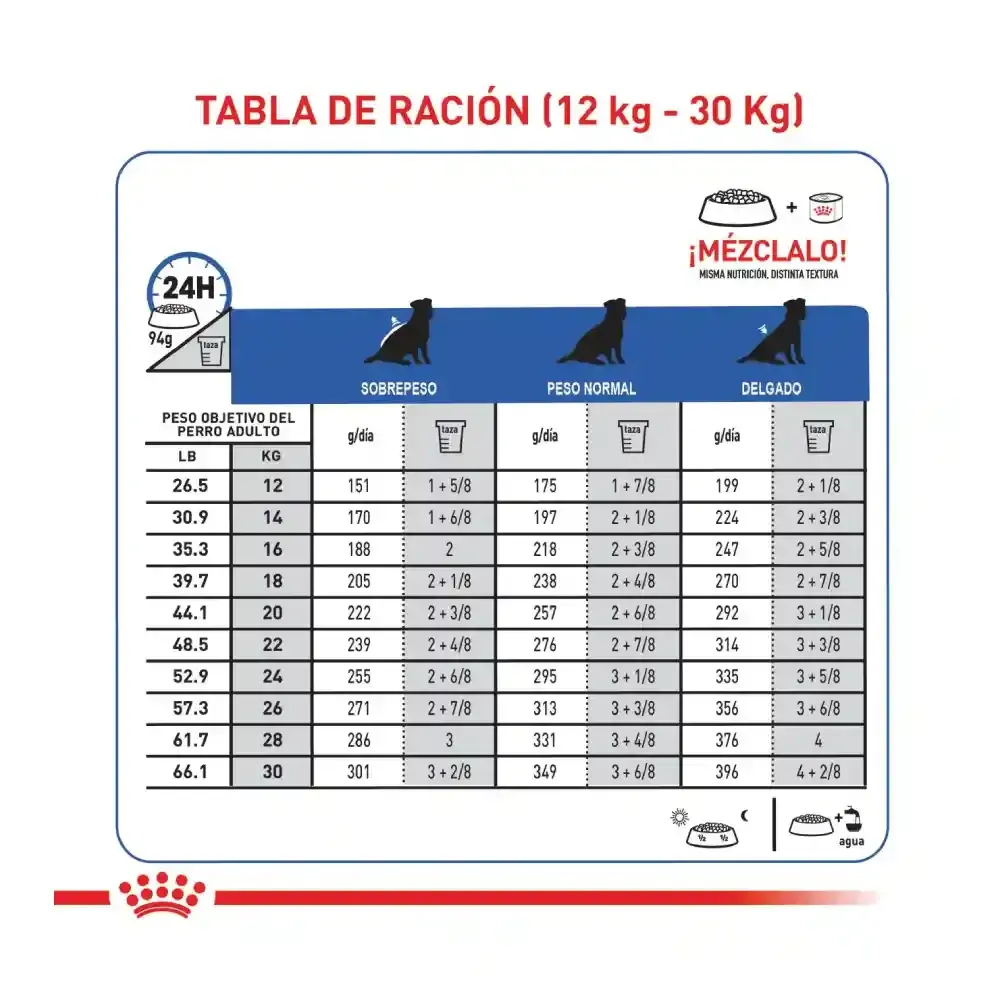 TABLA DE RACIÓN (12 kg - 30 Kg)
+
¡MÉZCLALO!
MISMA NUTRICIÓN, DISTINTA TEXTURA
24H
94g
taza
SOBREPESO PESO NORMAL DELGADO
PESO OBJETIVO DEL
PERRO ADULTO
g/día taza g/día taza g/día taza
LB KG
26.5 12 151 1 + 5/8 175 1 + 7/8 199 2 + 1/8
30.9 14 170 1 + 6/8 197 2 + 1/8 224 2 + 3/8
35.3 16 188 2 218 2 + 3/8 247 2 + 5/8
39.7 18 205 2 + 1/8 238 2 + 4/8 270 2 + 7/8
44.1 20 222 2 + 3/8 257 2 + 6/8 292 3 + 1/8
48.5 22 239 2 + 4/8 276 2 + 7/8 314 3 + 3/8
52.9 24 255 2 + 6/8 295 3 + 1/8 335 3 + 5/8
57.3 26 271 2 + 7/8 313 3 + 3/8 356 3 + 6/8
61.7 28 286 3 331 3 + 4/8 376 4
66.1 30 301 3 + 2/8 349 3 + 6/8 396 4 + 2/8
½ ½ +
agua